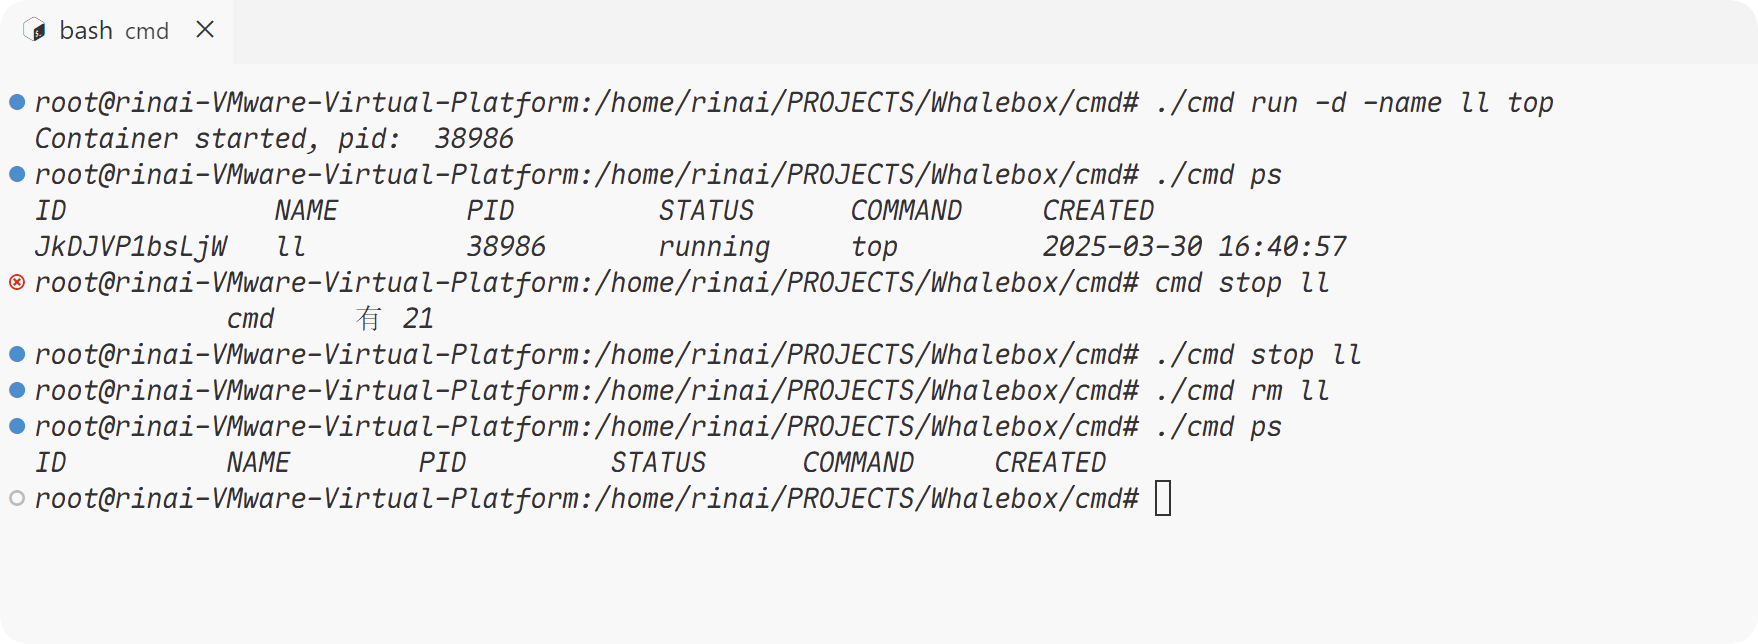 bash cmd
root@rinai-VMware-Virtual-Platform:/home/rinai/PROJECTS/Whalebox/cmd# ./cmd run -d -name ll top
Container started, pid:  38986
root@rinai-VMware-Virtual-Platform:/home/rinai/PROJECTS/Whalebox/cmd# ./cmd ps
ID             NAME        PID         STATUS      COMMAND     CREATED
JkDJVP1bsLjW   ll          38986       running     top         2025-03-30 16:40:57
root@rinai-VMware-Virtual-Platform:/home/rinai/PROJECTS/Whalebox/cmd# cmd stop ll
            cmd     有 21
root@rinai-VMware-Virtual-Platform:/home/rinai/PROJECTS/Whalebox/cmd# ./cmd stop ll
root@rinai-VMware-Virtual-Platform:/home/rinai/PROJECTS/Whalebox/cmd# ./cmd rm ll
root@rinai-VMware-Virtual-Platform:/home/rinai/PROJECTS/Whalebox/cmd# ./cmd ps
ID          NAME        PID         STATUS      COMMAND     CREATED
root@rinai-VMware-Virtual-Platform:/home/rinai/PROJECTS/Whalebox/cmd#